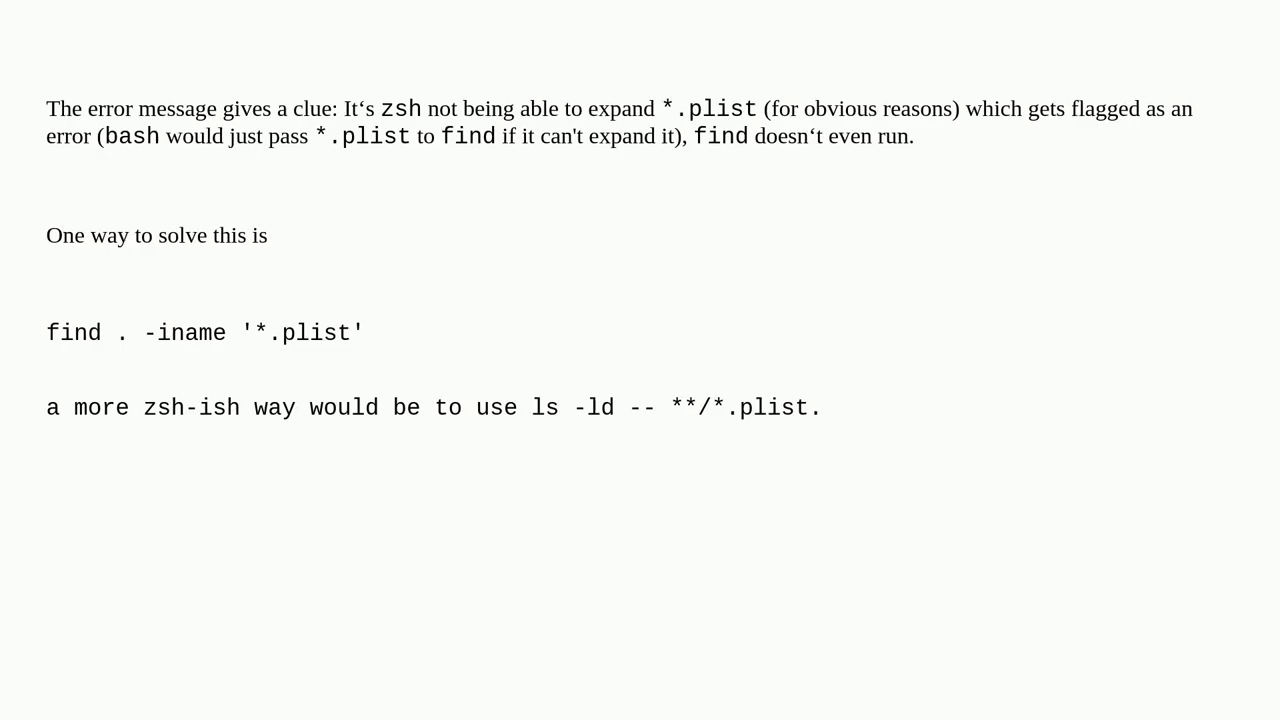 The error message gives a clue: It‘s zsh not being able to expand *.plist (for obvious reasons) which gets flagged as an
error (bash would just pass *.plist to find if it can't expand it), find doesn‘t even run.
One way to solve this is
find . -iname '*.plist'
a more zsh-ish way would be to use ls -ld -- **/*.plist.